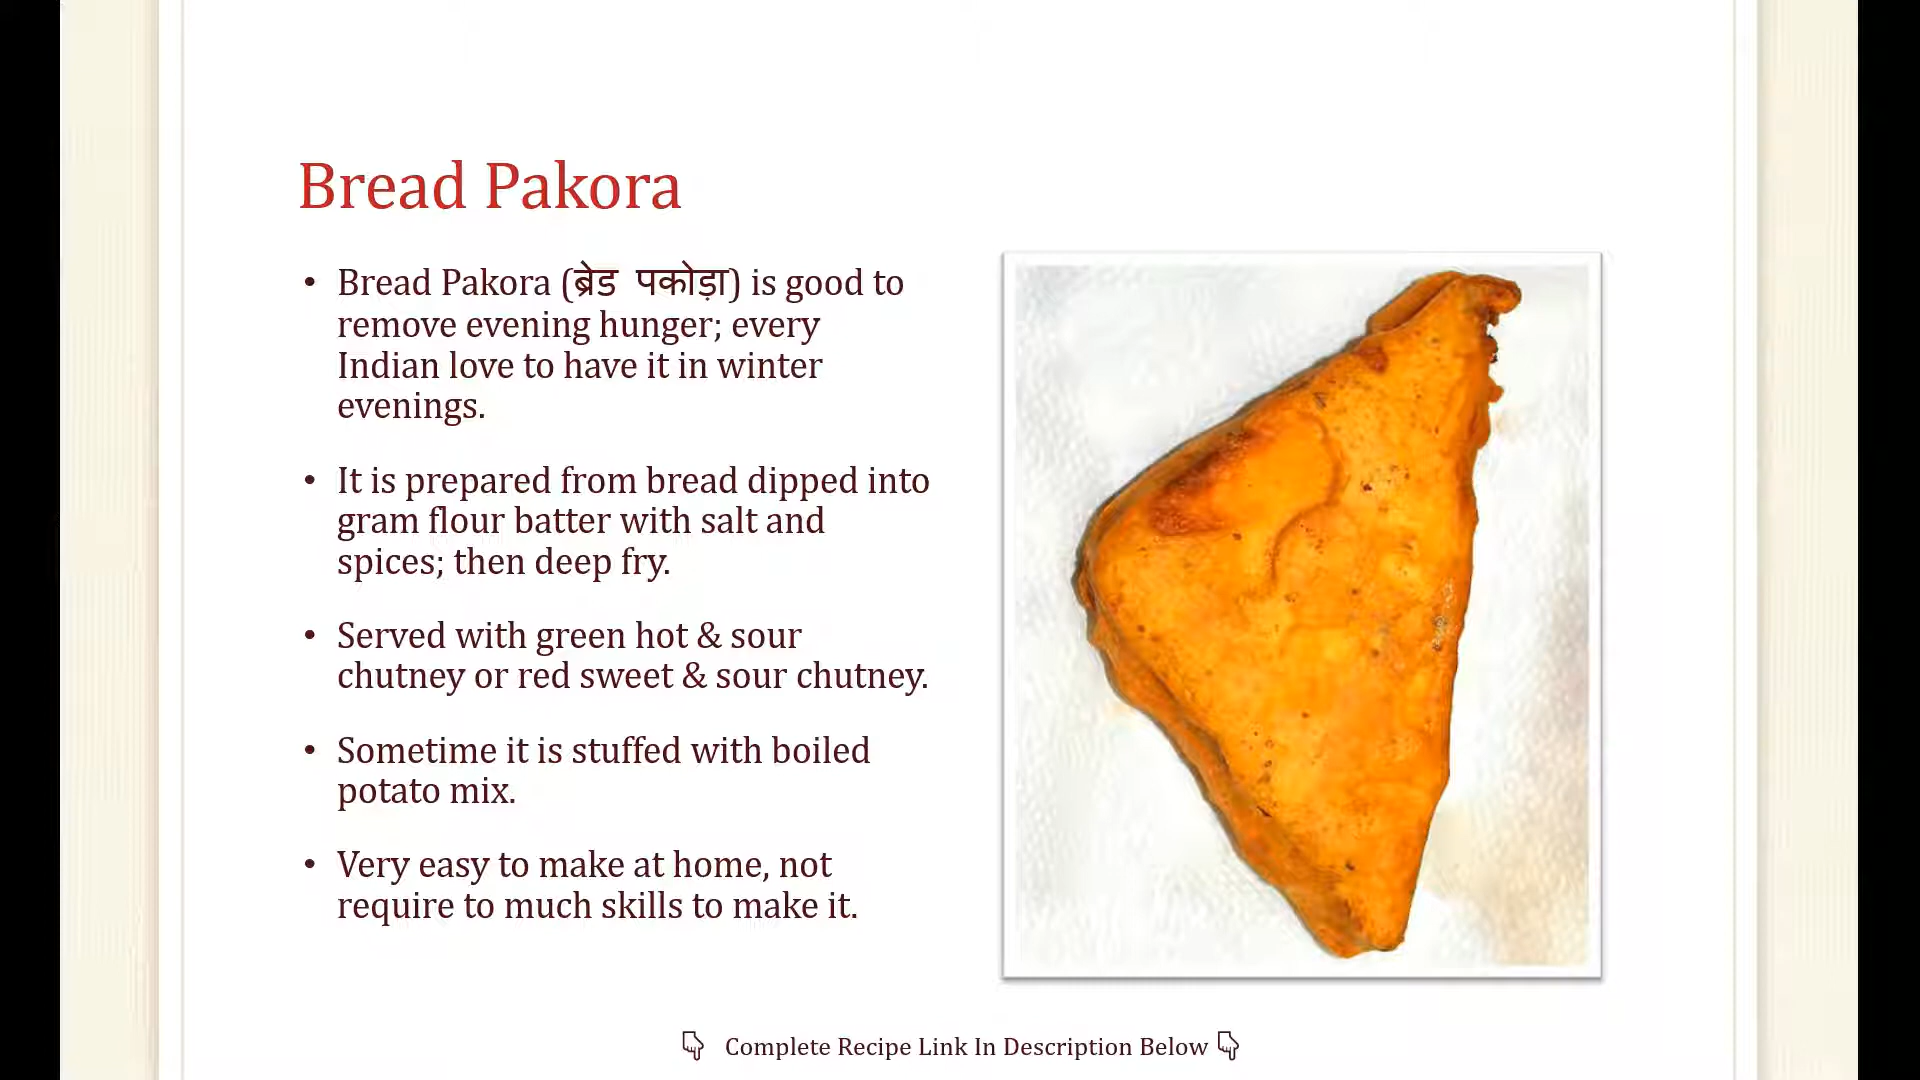 Bread Pakora
• Bread Pakora (ब्रेड पकोड़ा) is good to
remove evening hunger; every
Indian love to have it in winter
evenings.
• It is prepared from bread dipped into
gram flour batter with salt and
spices; then deep fry.
• Served with green hot & sour
chutney or red sweet & sour chutney.
• Sometime it is stuffed with boiled
potato mix.
• Very easy to make at home, not
require to much skills to make it.
Complete Recipe Link In Description Below